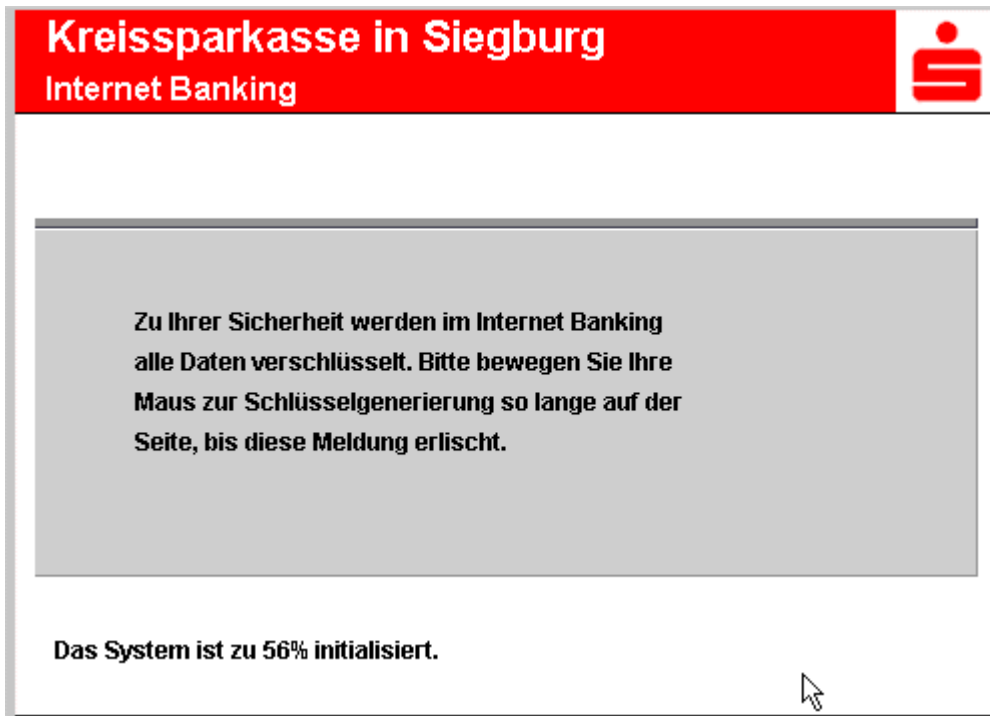 Kreissparkasse in Siegburg
Internet Banking
Zu Ihrer Sicherheit werden im Internet Banking
alle Daten verschlüsselt. Bitte bewegen Sie Ihre
Maus zur Schlüsselgenerierung so lange auf der
Seite, bis diese Meldung erlischt.
Das System ist zu 56% initialisiert.